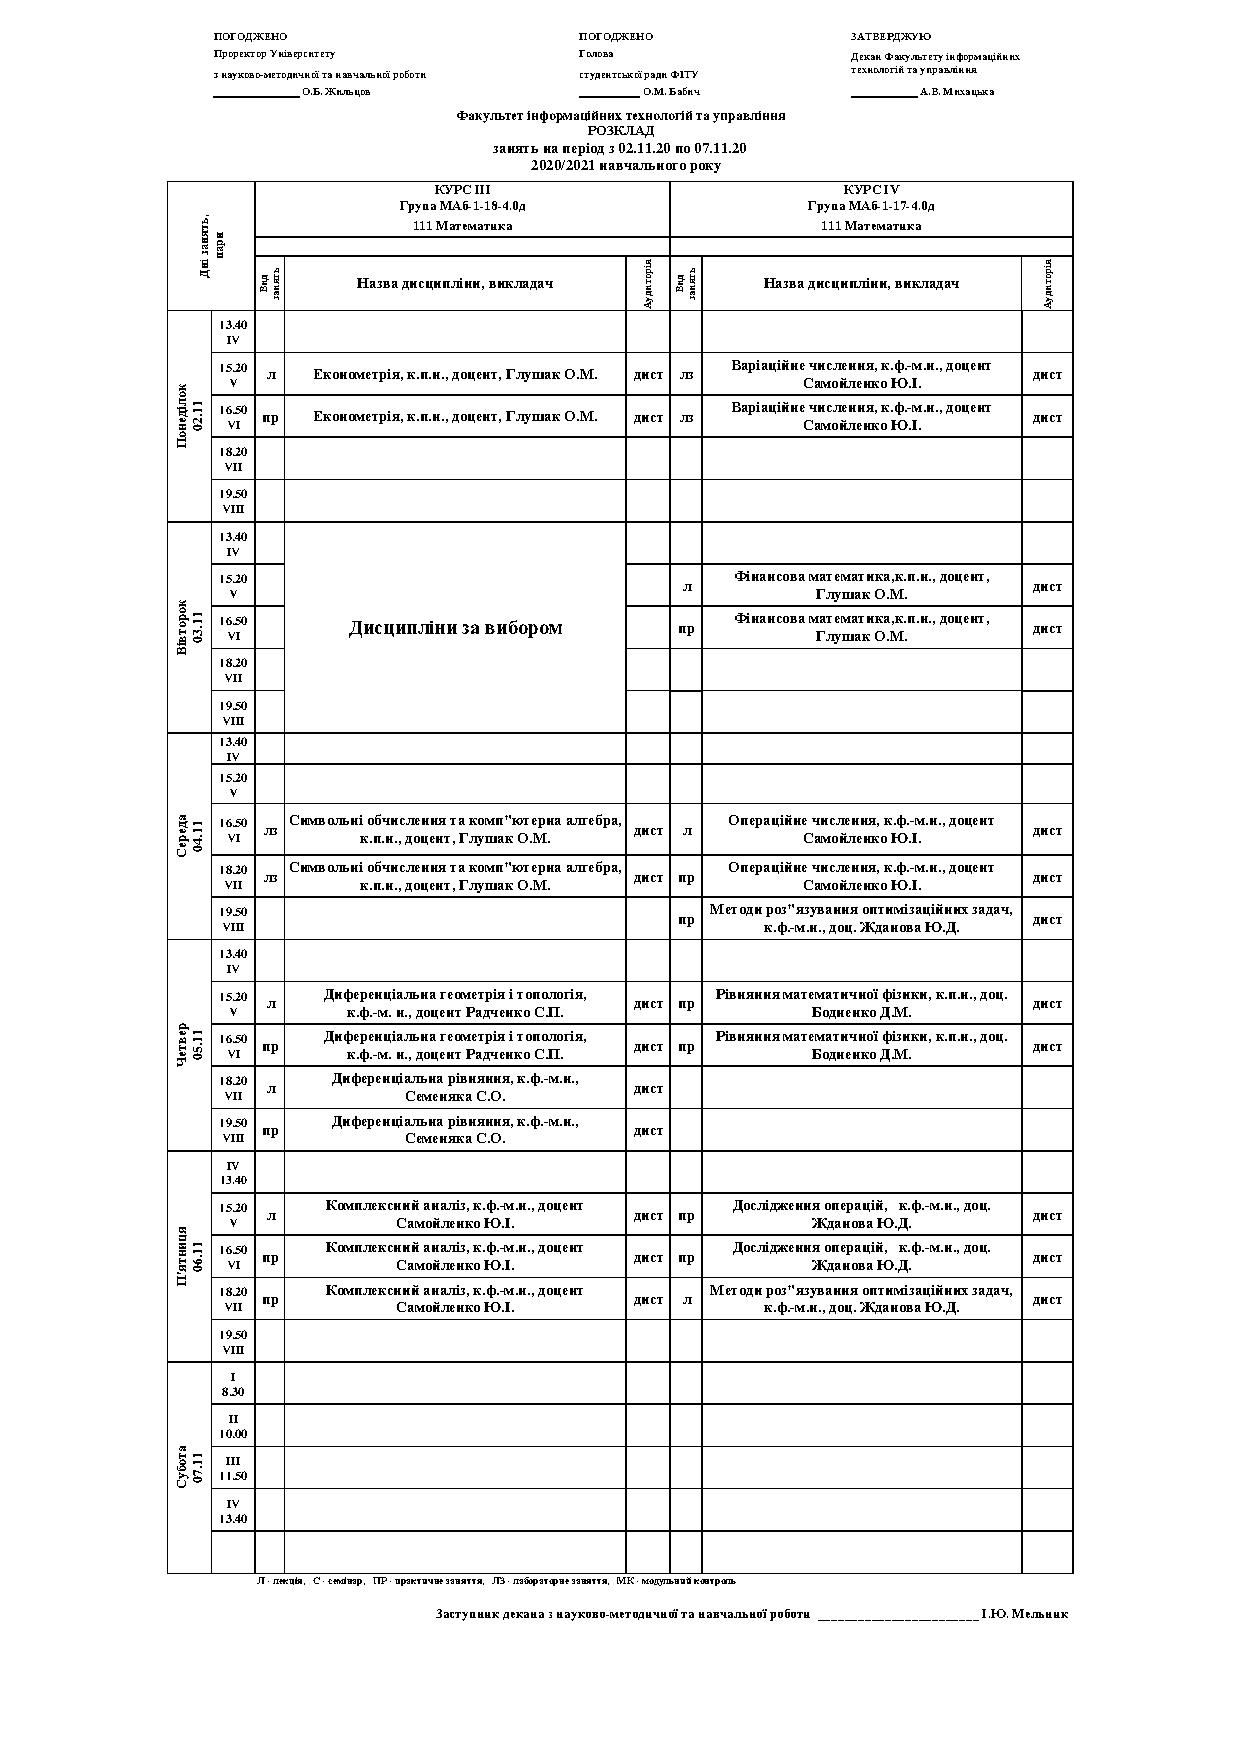 ПОГОДЖЕНО
Проректор Університету
з науково-методичної та навчальної роботи
_______________ О.Б. Жильцов
ПОГОДЖЕНО
Голова
студентської ради ФІТУ
__________ О.М. Бабич
ЗАТВЕРДЖУЮ
Декан Факультету інформаційних
технологій та управління
___________ А.В. Михацька
Факультет інформаційних технологій та управління
РОЗКЛАД
занять на період з 02.11.20 по 07.11.20
2020/2021 навчального року
Дні занять,
пари
КУРС III
Група МАб-1-18-4.0д
111 Математика
КУРС IV
Група МАб-1-17-4.0д
111 Математика
Вид
занять
Назва дисципліни, викладач
Аудиторія
Вид
занять
Назва дисципліни, викладач
Аудиторія
Понеділок
02.11
13.40
IV
15.20
V
л
Економетрія, к.п.н., доцент, Глушак О.М.
дист
лз
Варіаційне числення, к.ф.-м.н., доцент
Самойленко Ю.І.
дист
16.50
VI
пр
Економетрія, к.п.н., доцент, Глушак О.М.
дист
лз
Варіаційне числення, к.ф.-м.н., доцент
Самойленко Ю.І.
дист
18.20
VII
19.50
VIII
Вівторок
03.11
13.40
IV
Дисципліни за вибором
15.20
V
л
Фінансова математика,к.п.н., доцент,
Глушак О.М.
дист
16.50
VI
пр
Фінансова математика,к.п.н., доцент,
Глушак О.М.
дист
18.20
VII
19.50
VIII
Середа
04.11
13.40
IV
15.20
V
16.50
VI
лз
Символьні обчислення та комп"ютерна алгебра,
к.п.н., доцент, Глушак О.М.
дист
л
Операційне числення, к.ф.-м.н., доцент
Самойленко Ю.І.
дист
18.20
VII
лз
Символьні обчислення та комп"ютерна алгебра,
к.п.н., доцент, Глушак О.М.
дист
пр
Операційне числення, к.ф.-м.н., доцент
Самойленко Ю.І.
дист
19.50
VIII
пр
Методи роз"язування оптимізаційних задач,
к.ф.-м.н., доц. Жданова Ю.Д.
дист
Четвер
05.11
13.40
IV
15.20
V
л
Диференціальна геометрія і топологія,
к.ф.-м. н., доцент Радченко С.П.
дист
пр
Рівняння математичної фізики, к.п.н., доц.
Бодненко Д.М.
дист
16.50
VI
пр
Диференціальна геометрія і топологія,
к.ф.-м. н., доцент Радченко С.П.
дист
пр
Рівняння математичної фізики, к.п.н., доц.
Бодненко Д.М.
дист
18.20
VII
л
Диференціальна рівняння, к.ф.-м.н.,
Семеняка С.О.
дист
19.50
VIII
пр
Диференціальна рівняння, к.ф.-м.н.,
Семеняка С.О.
дист
П'ятниця
06.11
IV
13.40
15.20
V
л
Комплексний аналіз, к.ф.-м.н., доцент
Самойленко Ю.І.
дист
пр
Дослідження операцій, к.ф.-м.н., доц.
Жданова Ю.Д.
дист
16.50
VI
пр
Комплексний аналіз, к.ф.-м.н., доцент
Самойленко Ю.І.
дист
пр
Дослідження операцій, к.ф.-м.н., доц.
Жданова Ю.Д.
дист
18.20
VII
пр
Комплексний аналіз, к.ф.-м.н., доцент
Самойленко Ю.І.
дист
л
Методи роз"язування оптимізаційних задач,
к.ф.-м.н., доц. Жданова Ю.Д.
дист
19.50
VIII
Субота
07.11
I
8.30
II
10.00
III
11.50
IV
13.40
Л - лекція, С - семінар, ПР - практичне заняття, ЛЗ - лабораторне заняття, МК - модульний контроль
Заступник декана з науково-методичної та навчальної роботи ________________________ І.Ю. Мельник